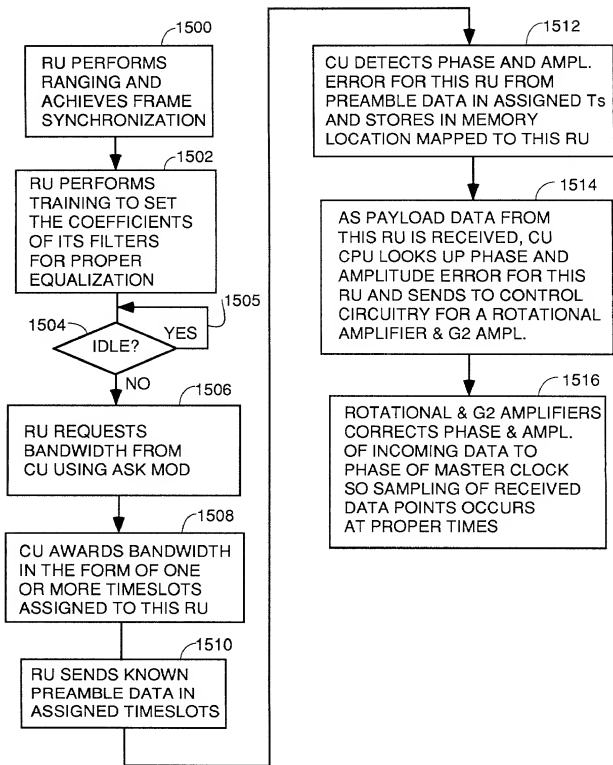 1500
RU PERFORMS
RANGING AND
ACHIEVES FRAME
SYNCHRONIZATION
1502
RU PERFORMS
TRAINING TO SET
THE COEFFICIENTS
OF ITS FILTERS
FOR PROPER
EQUALIZATION
1505
1504
IDLE?
YES
NO
1506
RU REQUESTS
BANDWIDTH FROM
CU USING ASK MOD
1508
CU AWARDS BANDWIDTH
IN THE FORM OF ONE
OR MORE TIMESLOTS
ASSIGNED TO THIS RU
1510
RU SENDS KNOWN
PREAMBLE DATA IN
ASSIGNED TIMESLOTS
1512
CU DETECTS PHASE AND AMPL.
ERROR FOR THIS RU FROM
PREAMBLE DATA IN ASSIGNED Ts
AND STORES IN MEMORY
LOCATION MAPPED TO THIS RU
1514
AS PAYLOAD DATA FROM
THIS RU IS RECEIVED, CU
CPU LOOKS UP PHASE AND
AMPLITUDE ERROR FOR THIS
RU AND SENDS TO CONTROL
CIRCUITRY FOR A ROTATIONAL
AMPLIFIER & G2 AMPL.
1516
ROTATIONAL & G2 AMPLIFIERS
CORRECTS PHASE & AMPL.
OF INCOMING DATA TO
PHASE OF MASTER CLOCK
SO SAMPLING OF RECEIVED
DATA POINTS OCCURS
AT PROPER TIMES